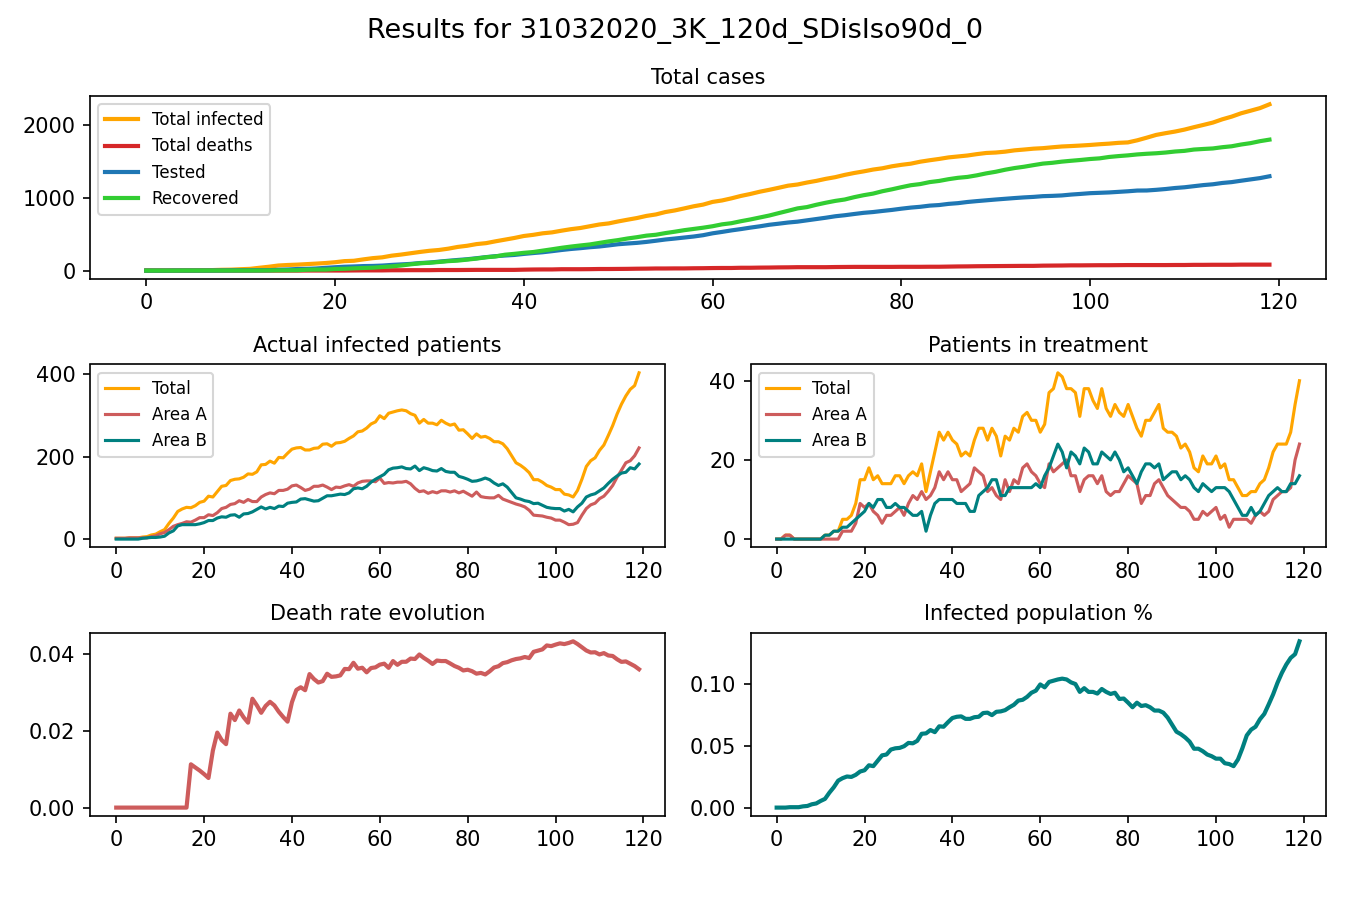 Results for 31032020_3K_120d_SDisIso90d_0
Total cases
Total infected
Total deaths
Tested
Recovered
2000
1000
0
0 20 40 60 80 100 120
Actual infected patients
Total
Area A
Area B
400
200
0
0 20 40 60 80 100 120
Patients in treatment
Total
Area A
Area B
40
20
0
0 20 40 60 80 100 120
Death rate evolution
0.04
0.02
0.00
0 20 40 60 80 100 120
Infected population %
0.10
0.05
0.00
0 20 40 60 80 100 120